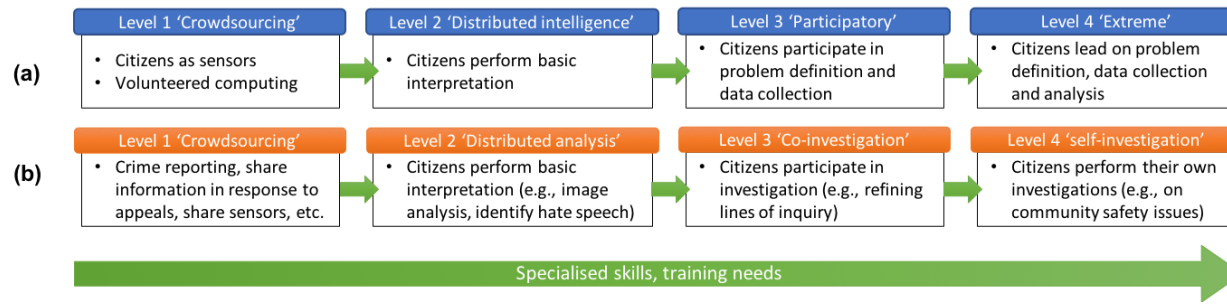 (a)
Level 1 ‘Crowdsourcing’
• Citizens as sensors
• Volunteered computing
Level 2 ‘Distributed intelligence’
• Citizens perform basic
interpretation
Level 3 ‘Participatory’
• Citizens participate in
problem definition and
data collection
Level 4 ‘Extreme’
• Citizens lead on problem
definition, data collection
and analysis
(b)
Level 1 ‘Crowdsourcing’
• Crime reporting, share
information in response to
appeals, share sensors, etc.
Level 2 ‘Distributed analysis’
• Citizens perform basic
interpretation (e.g., image
analysis, identify hate speech)
Level 3 ‘Co-investigation’
• Citizens participate in
investigation (e.g., refining
lines of inquiry)
Level 4 ‘self-investigation’
• Citizens perform their own
investigations (e.g., on
community safety issues)
Specialised skills, training needs